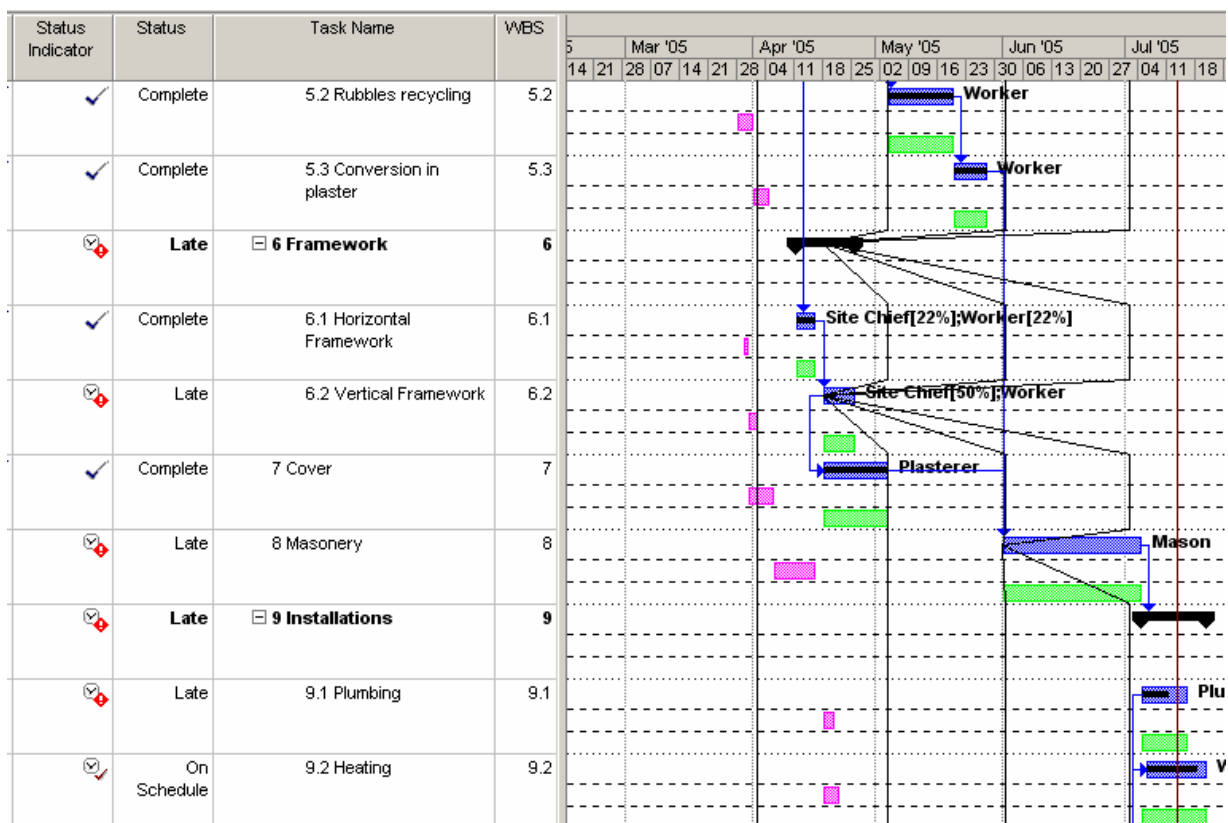 Status Indicator Status Task Name WBS
5 Mar '05 Apr '05 May '05 Jun '05 Jul '05
14 21 28 07 14 21 28 04 11 18 25 02 09 16 23 30 06 13 20 27 04 11 18
Complete 5.2 Rubbles recycling 5.2 Worker
Complete 5.3 Conversion in plaster 5.3 Worker
Late 6 Framework 6
Complete 6.1 Horizontal Framework 6.1 Site Chief[22%];Worker[22%]
Late 6.2 Vertical Framework 6.2 Site Chief[50%];Worker
Complete 7 Cover 7 Plasterer
Late 8 Masonery 8 Mason
Late 9 Installations 9
Late 9.1 Plumbing 9.1 Plu
On Schedule 9.2 Heating 9.2